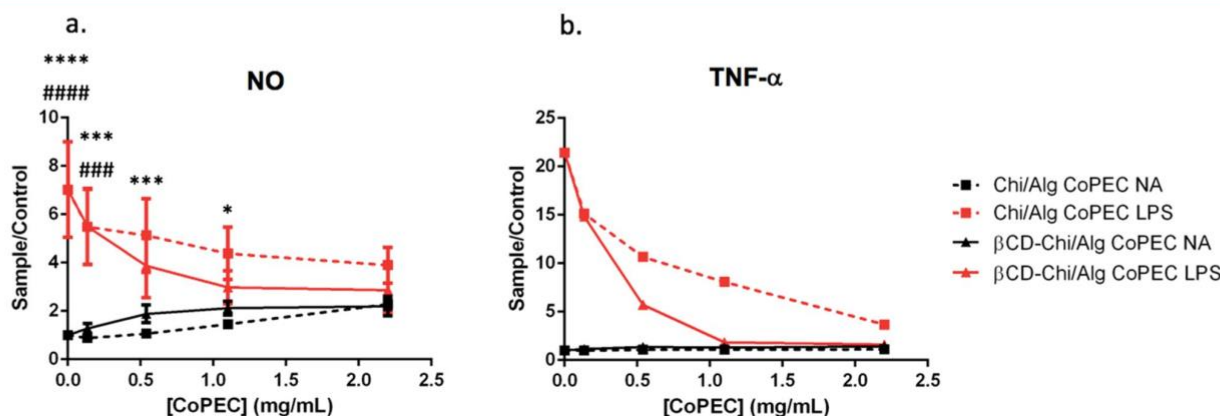 a.
NO
****
####
***
###
***
*
10
8
6
4
2
0
Sample/Control
0.0 0.5 1.0 1.5 2.0 2.5
[CoPEC] (mg/mL)
b.
TNF-α
25
20
15
10
5
0
Sample/Control
0.0 0.5 1.0 1.5 2.0 2.5
[CoPEC] (mg/mL)
Chi/Alg CoPEC NA
Chi/Alg CoPEC LPS
βCD-Chi/Alg CoPEC NA
βCD-Chi/Alg CoPEC LPS